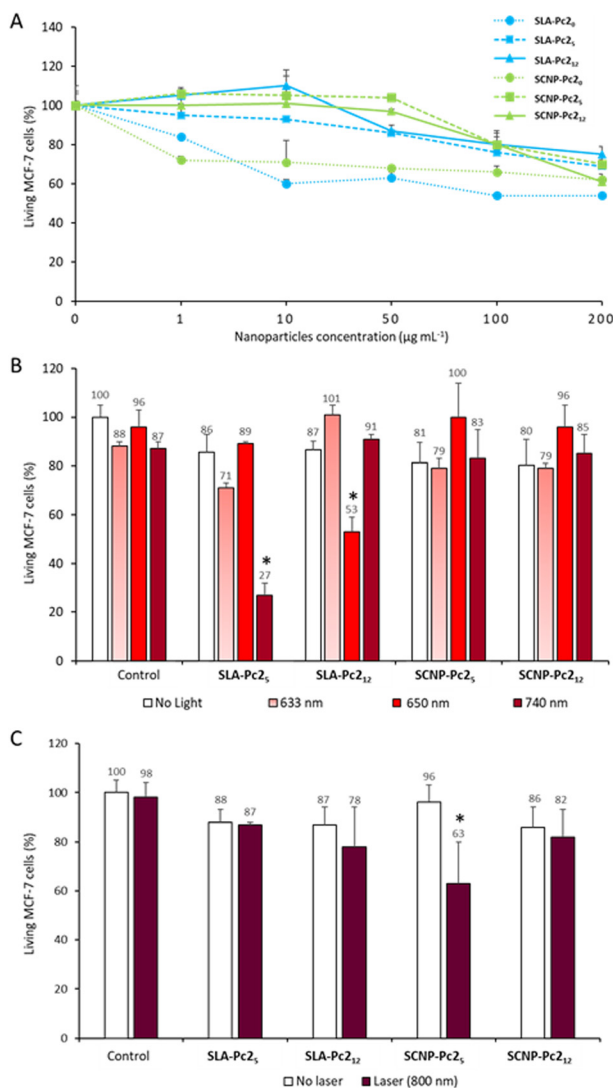 A
140
120
100
80
60
40
20
0
Living MCF-7 cells (%)
0 1 10 50 100 200
Nanoparticles concentration (µg mL⁻¹)
SLA-Pc2₀
SLA-Pc2₅
SLA-Pc2₁₂
SCNP-Pc2₀
SCNP-Pc2₅
SCNP-Pc2₁₂
B
120
100
80
60
40
20
0
Living MCF-7 cells (%)
100 88 96 87
86 71 89 * 27
87 101 * 53 91
81 79 100 83
80 79 96 85
Control SLA-Pc2₅ SLA-Pc2₁₂ SCNP-Pc2₅ SCNP-Pc2₁₂
No Light 633 nm 650 nm 740 nm
C
120
100
80
60
40
20
0
Living MCF-7 cells (%)
100 98
88 87
87 78
96 * 63
86 82
Control SLA-Pc2₅ SLA-Pc2₁₂ SCNP-Pc2₅ SCNP-Pc2₁₂
No laser Laser (800 nm)